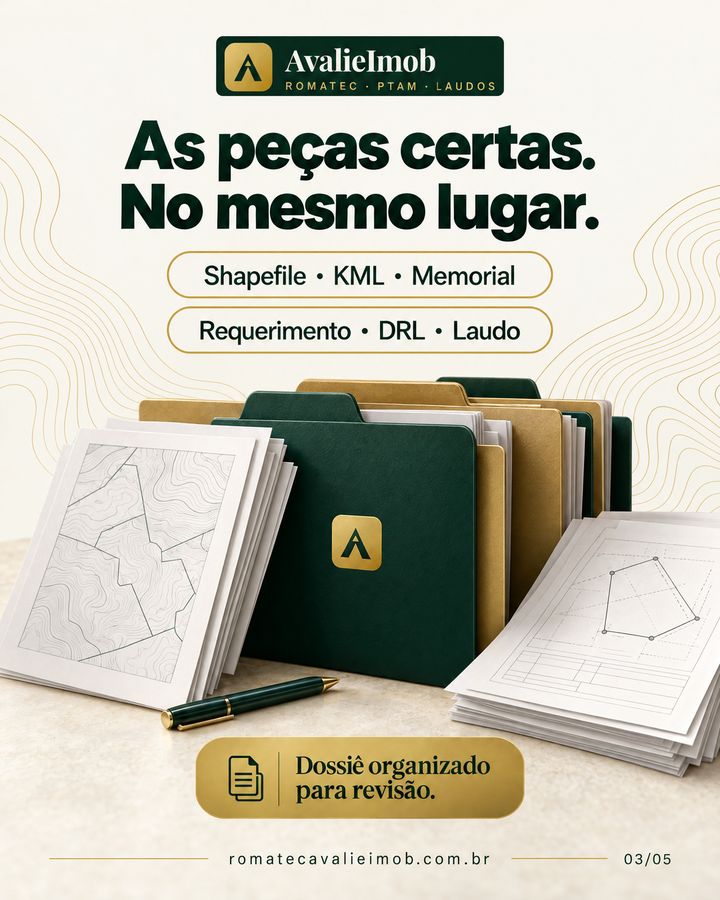 AvalieImob
ROMATEC · PTAM · LAUDOS
As peças certas.
No mesmo lugar.
Shapefile • KML • Memorial
Requerimento • DRL • Laudo
Dossiê organizado
para revisão.
romatecavalieimob.com.br
03/05